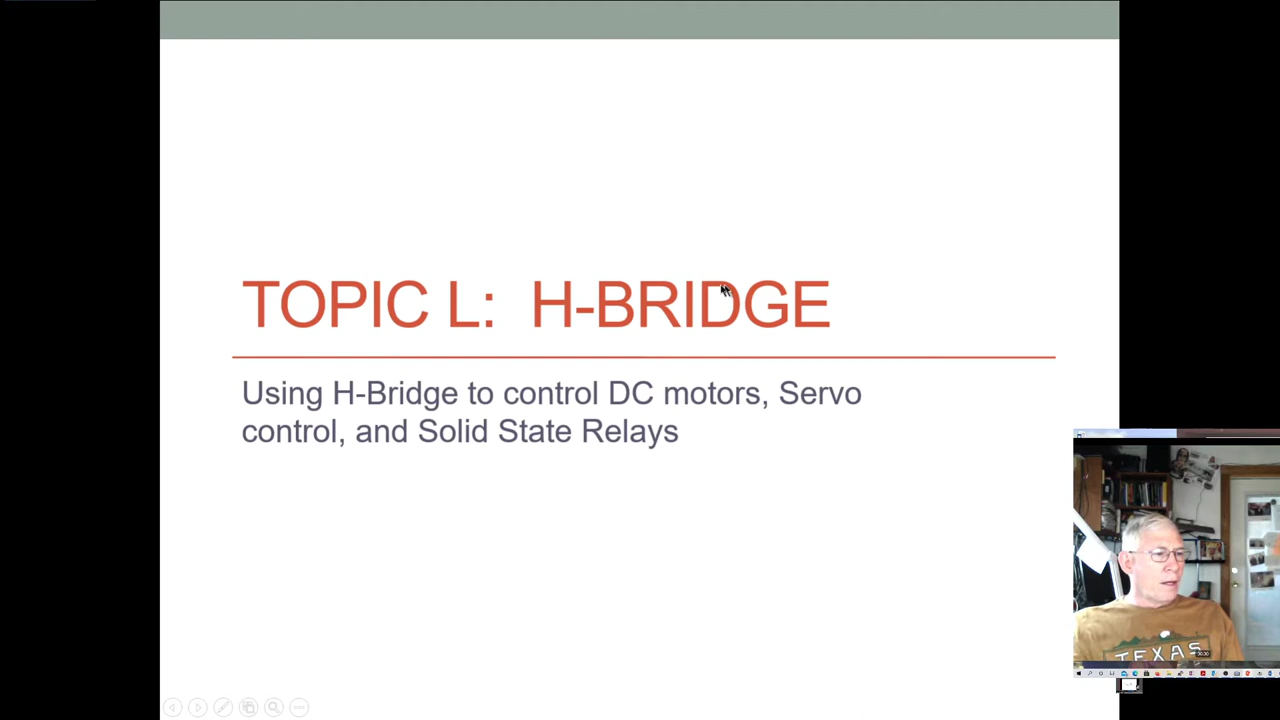 TOPIC L: H-BRIDGE
Using H-Bridge to control DC motors, Servo
control, and Solid State Relays
TEXAS